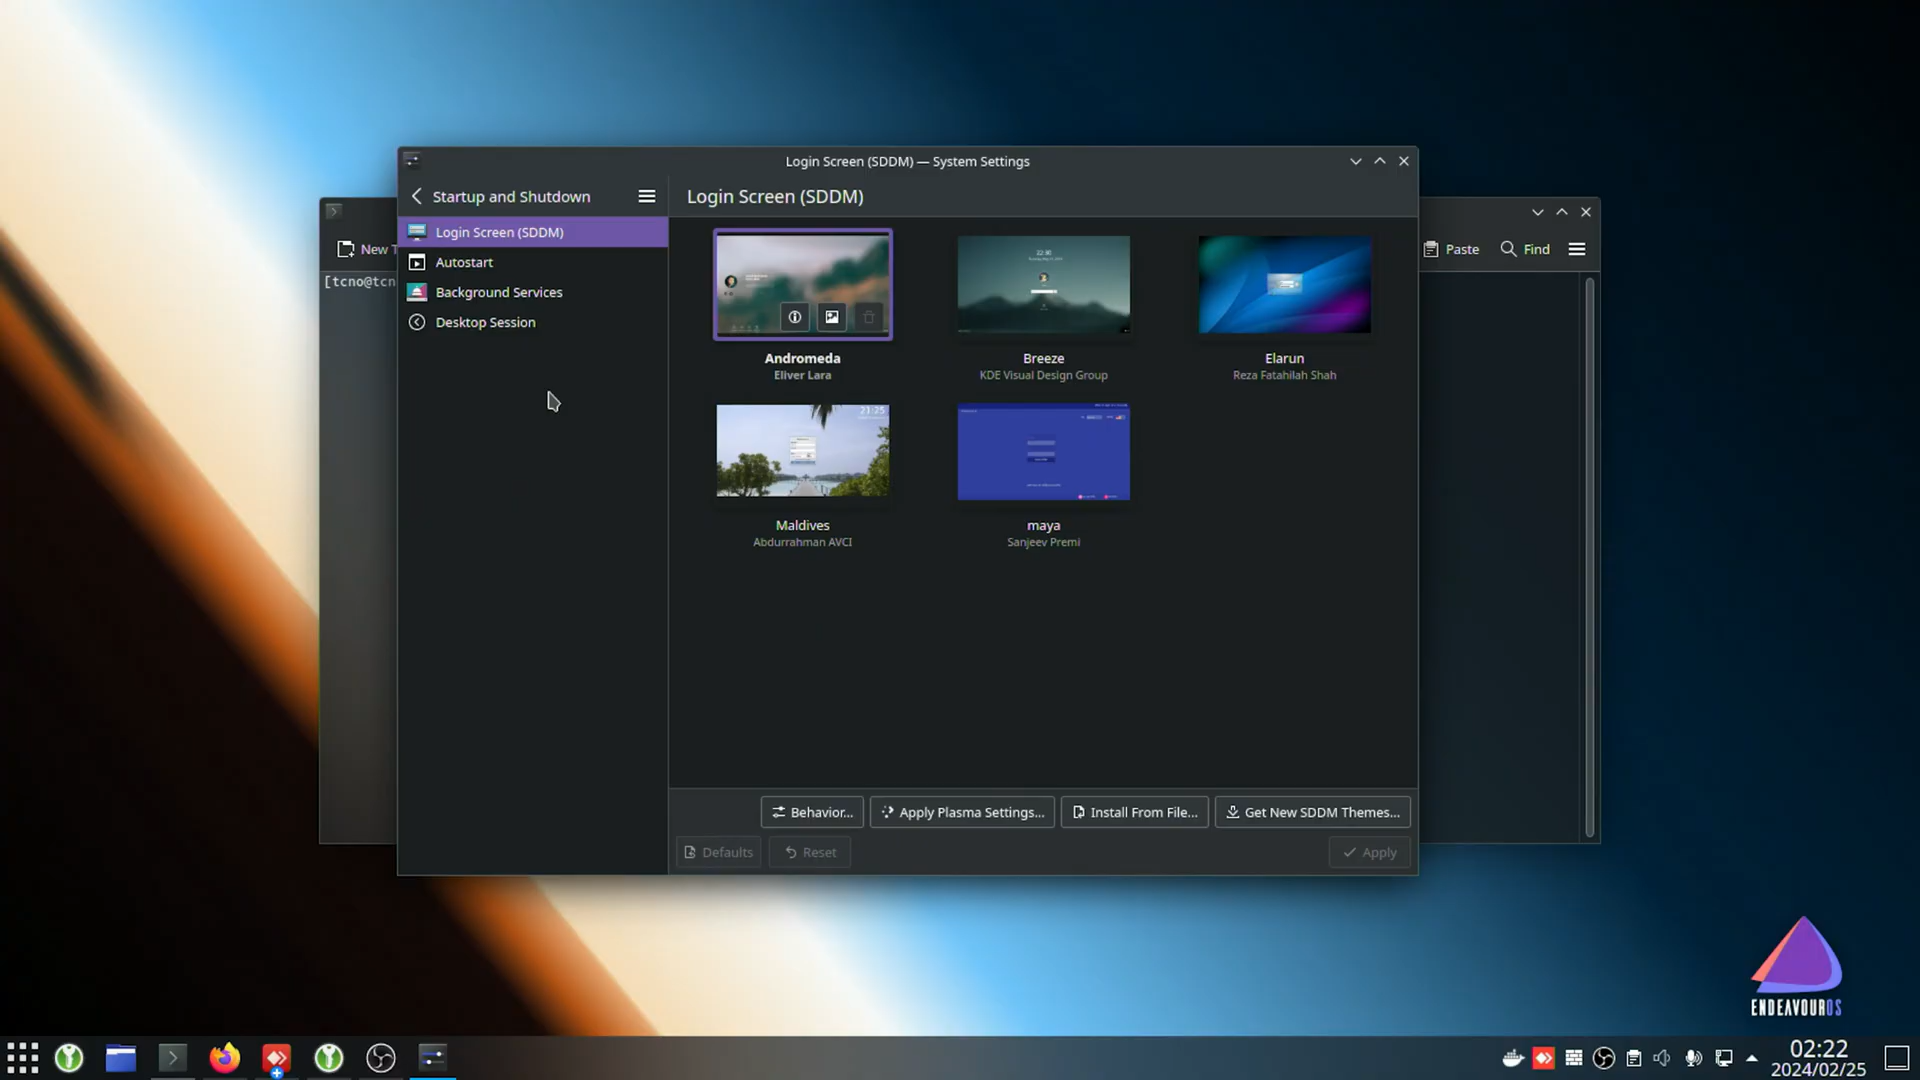 Login Screen (SDDM) — System Settings
Startup and Shutdown
Login Screen (SDDM)
Login Screen (SDDM)
Autostart
Background Services
Desktop Session
New T
Paste
Find
[tcno@tcn
Andromeda
Eliver Lara
Breeze
KDE Visual Design Group
Elarun
Reza Fatahilah Shah
21:25
Maldives
Abdurrahman AVCI
maya
Sanjeev Premi
Behavior...
Apply Plasma Settings...
Install From File...
Get New SDDM Themes...
Defaults
Reset
Apply
ENDEAVOUROS
02:22
2024/02/25